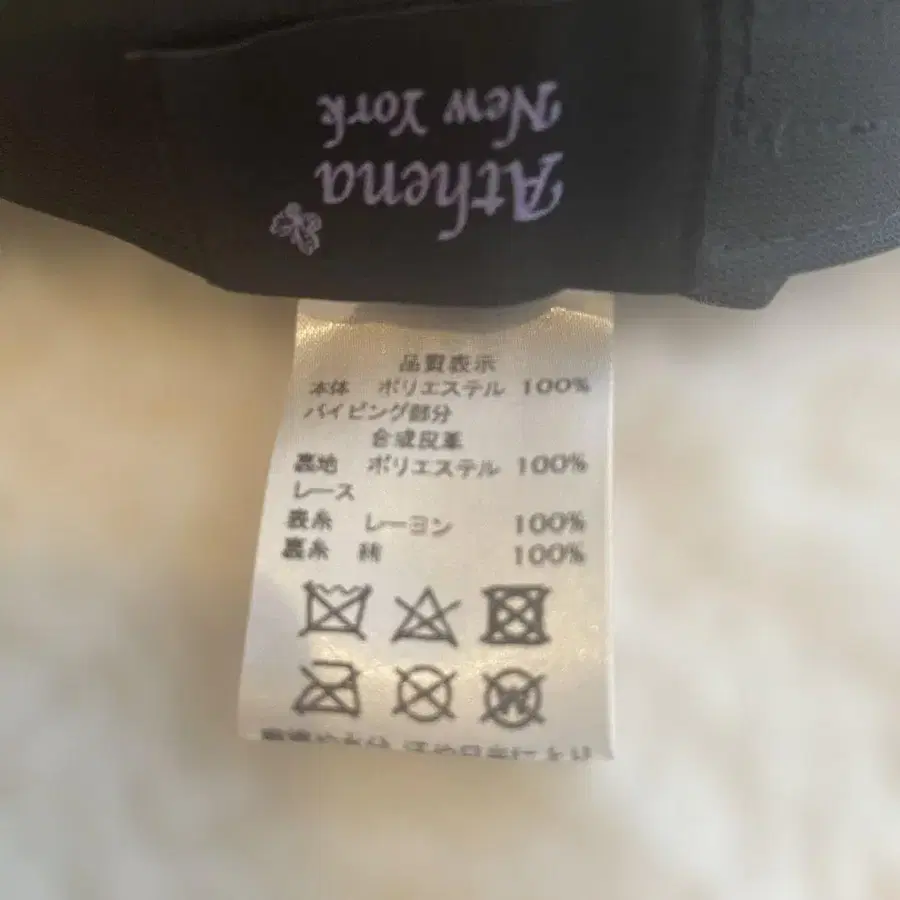 Athena
New York
品質表示
本体 ポリエステル 100%
パイピング部分
合成皮革
裏地 ポリエステル 100%
レース
表糸 レーヨン 100%
裏糸 綿 100%